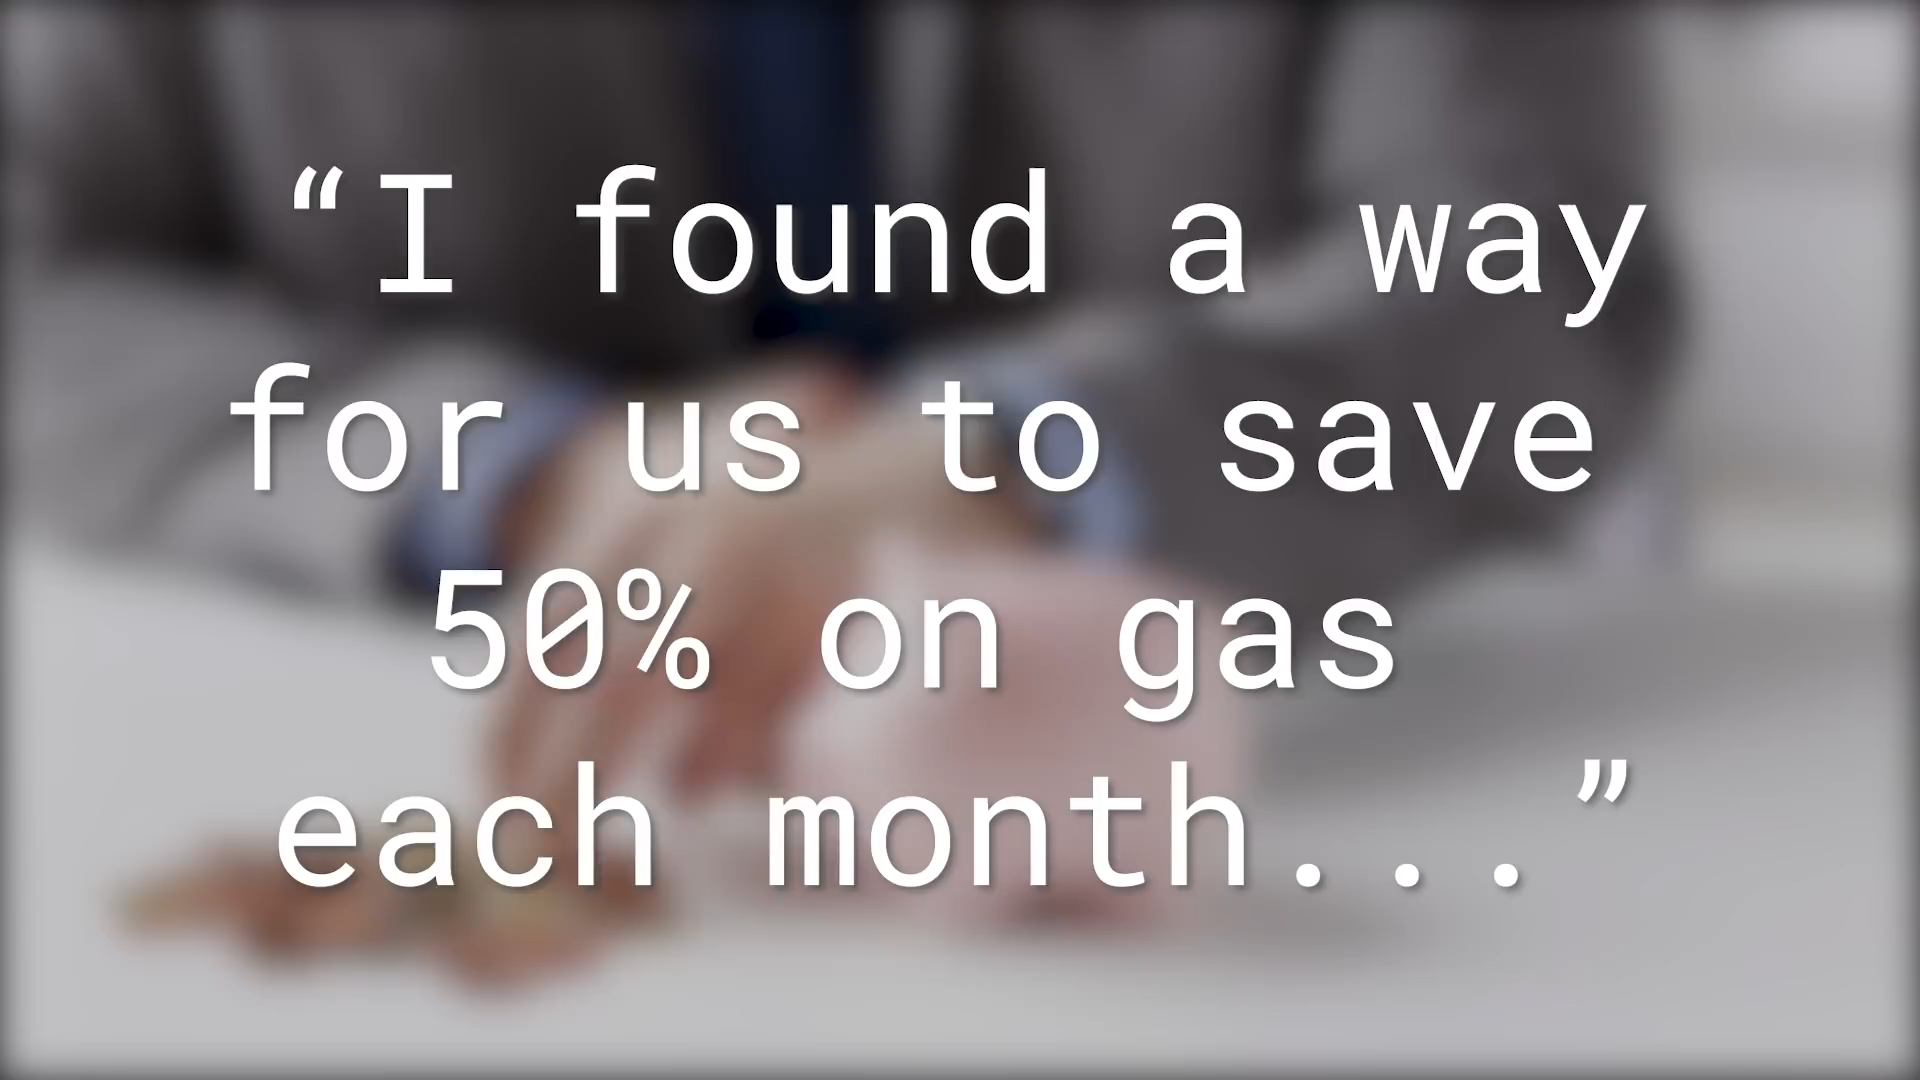 “I found a way
for us to save
50% on gas
each month...”